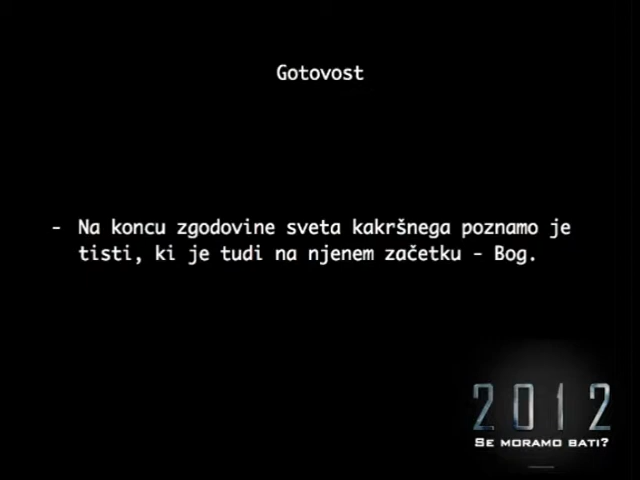 Gotovost
- Na koncu zgodovine sveta kakršnega poznamo je
tisti, ki je tudi na njenem začetku - Bog.
2012
SE MORAMO BATI?